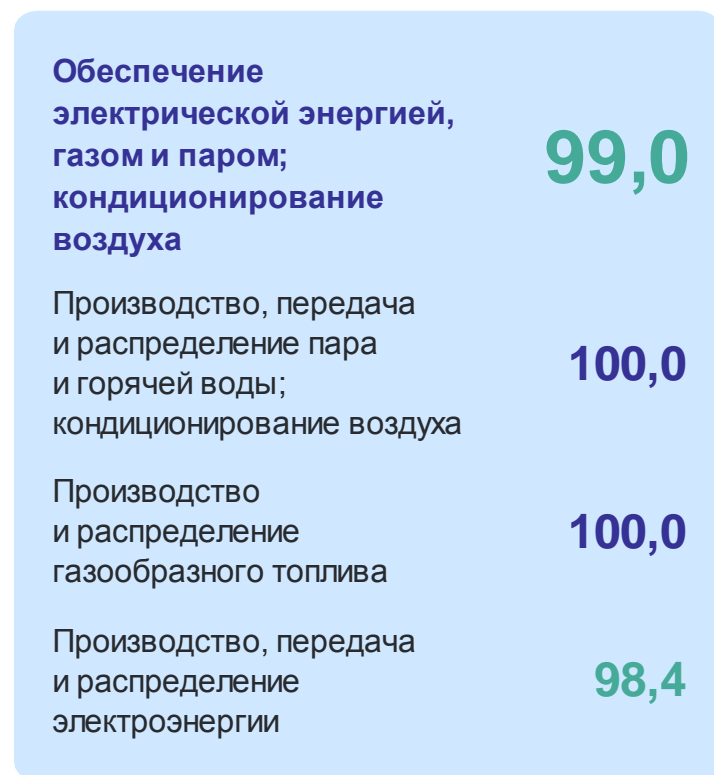 Обеспечение
электрической энергией,
газом и паром;
кондиционирование
воздуха
99,0
Производство, передача
и распределение пара
и горячей воды;
кондиционирование воздуха
100,0
Производство
и распределение
газообразного топлива
100,0
Производство, передача
и распределение
электроэнергии
98,4